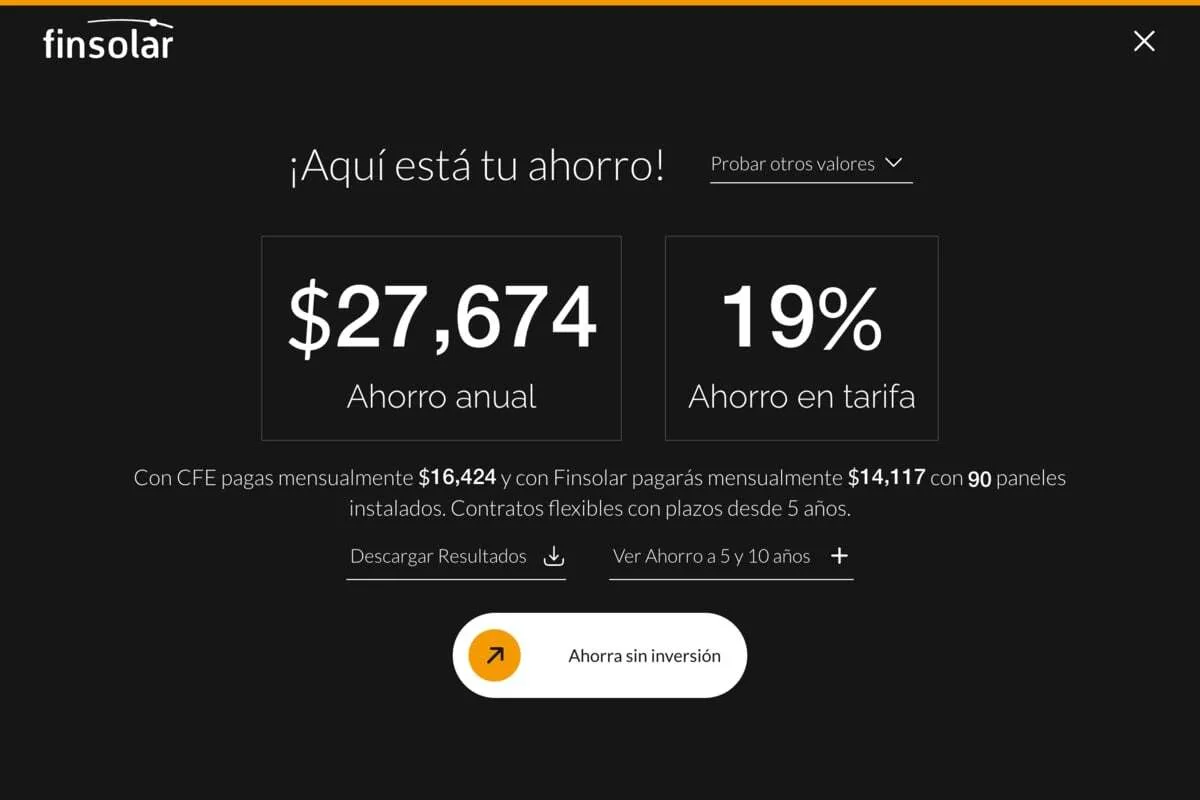 finsolar
¡Aquí está tu ahorro!
Probar otros valores
$27,674
Ahorro anual
19%
Ahorro en tarifa
Con CFE pagas mensualmente $16,424 y con Finsolar pagarás mensualmente $14,117 con 90 paneles
instalados. Contratos flexibles con plazos desde 5 años.
Descargar Resultados
Ver Ahorro a 5 y 10 años +
Ahorra sin inversión